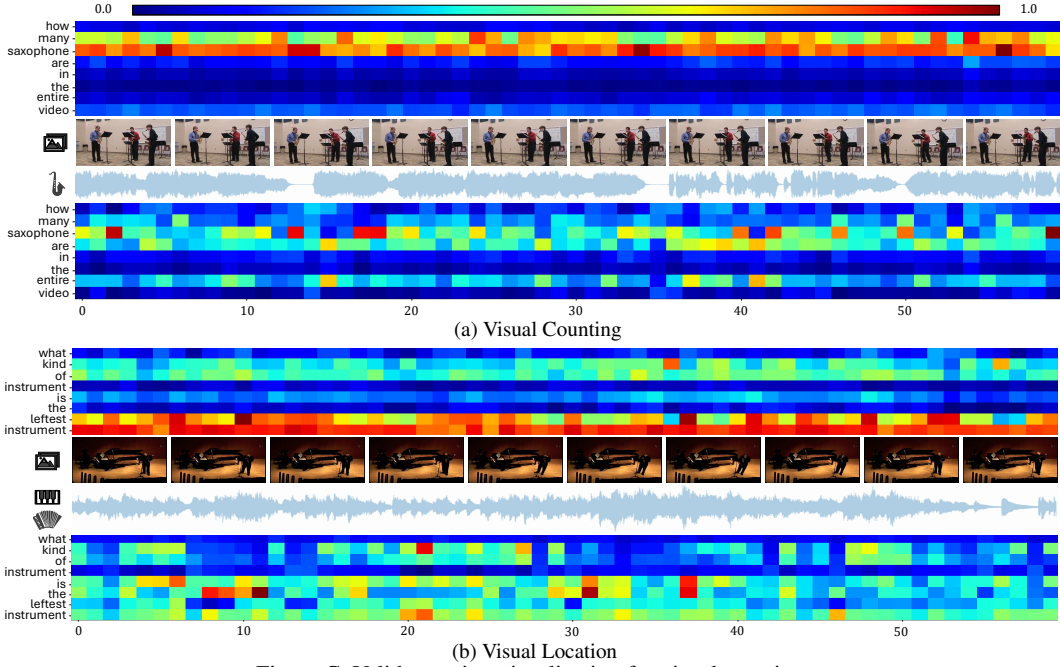 0.0 1.0
how
many
saxophone
are
in
the
entire
video
how
many
saxophone
are
in
the
entire
video
0 10 20 30 40 50
(a) Visual Counting
what
kind
of
instrument
is
the
leftest
instrument
what
kind
of
instrument
is
the
leftest
instrument
0 10 20 30 40 50
(b) Visual Location